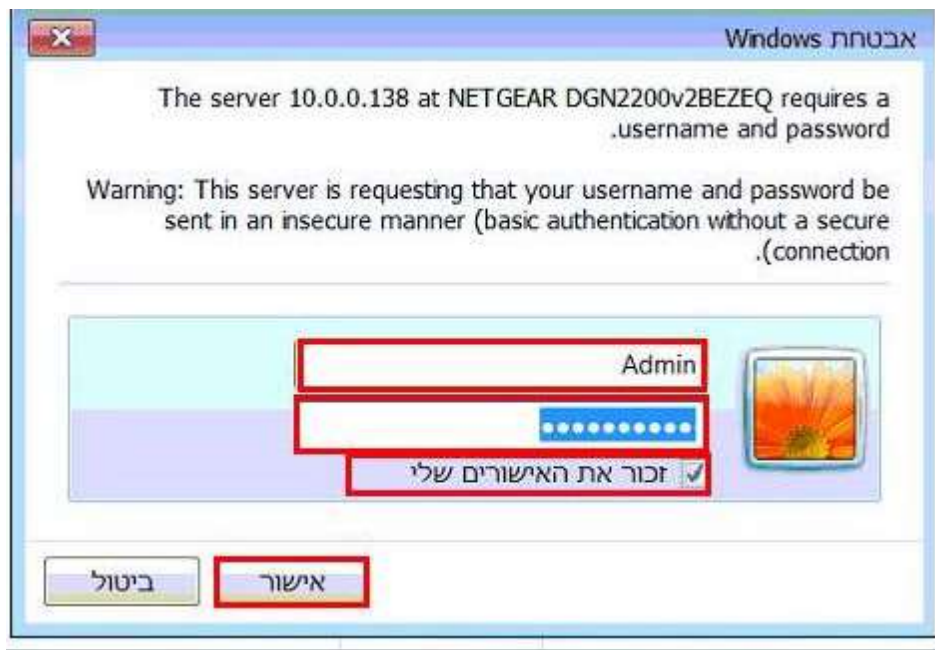 אבטחת Windows
The server 10.0.0.138 at NETGEAR DGN2200v2BEZEQ requires a
.username and password
Warning: This server is requesting that your username and password be
sent in an insecure manner (basic authentication without a secure
.(connection
Admin
••••••••••
זכור את האישורים שלי
אישור
ביטול